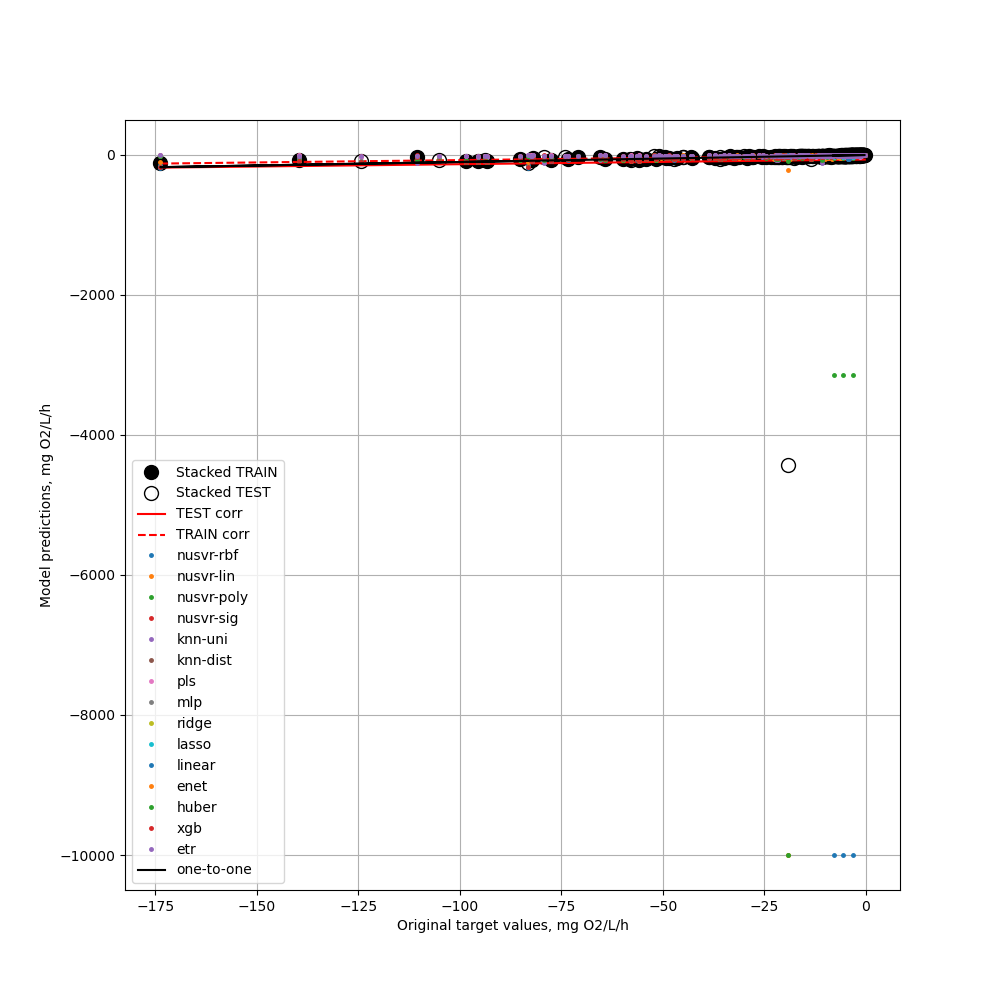 0
−2000
−4000
−6000
−8000
−10000
Model predictions, mg O2/L/h
Stacked TRAIN
Stacked TEST
TEST corr
TRAIN corr
nusvr-rbf
nusvr-lin
nusvr-poly
nusvr-sig
knn-uni
knn-dist
pls
mlp
ridge
lasso
linear
enet
huber
xgb
etr
one-to-one
−175 −150 −125 −100 −75 −50 −25 0
Original target values, mg O2/L/h